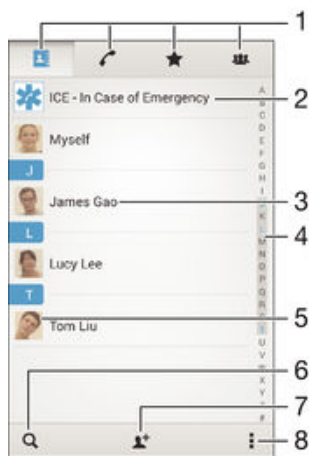 1
ICE - In Case of Emergency
2
Myself
J
James Gao
3
L
4
Lucy Lee
T
5
Tom Liu
6
7
8
A
B
C
D
E
F
G
H
I
J
K
L
M
N
O
P
Q
R
S
T
U
V
W
X
Y
Z
#